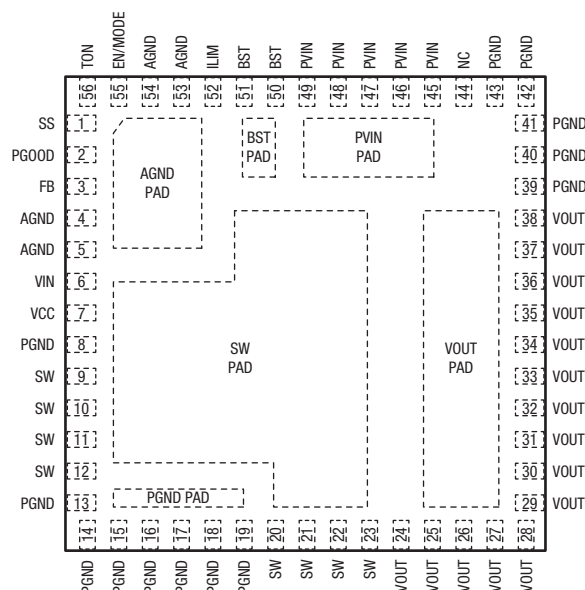 TON EN/MODE AGND AGND ILIM BST BST PVIN PVIN PVIN PVIN PVIN NC PGND PGND
56 55 54 53 52 51 50 49 48 47 46 45 44 43 42
SS 1 41 PGND
PGOOD 2 40 PGND
FB 3 39 PGND
AGND 4 38 VOUT
AGND 5 37 VOUT
VIN 6 36 VOUT
VCC 7 35 VOUT
PGND 8 34 VOUT
SW 9 33 VOUT
SW 10 32 VOUT
SW 11 31 VOUT
SW 12 30 VOUT
PGND 13 29 VOUT
AGND
PAD
BST
PAD
PVIN
PAD
SW
PAD
VOUT
PAD
PGND PAD
14 15 16 17 18 19 20 21 22 23 24 25 26 27 28
PGND PGND PGND PGND PGND PGND SW SW SW SW VOUT VOUT VOUT VOUT VOUT